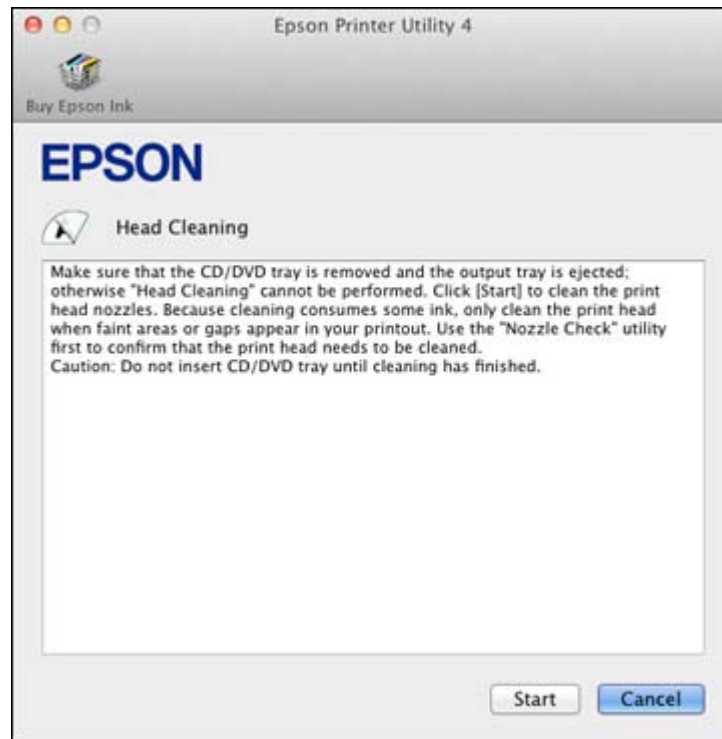 Epson Printer Utility 4
Buy Epson Ink
EPSON
Head Cleaning
Make sure that the CD/DVD tray is removed and the output tray is ejected;
otherwise "Head Cleaning" cannot be performed. Click [Start] to clean the print
head nozzles. Because cleaning consumes some ink, only clean the print head
when faint areas or gaps appear in your printout. Use the "Nozzle Check" utility
first to confirm that the print head needs to be cleaned.
Caution: Do not insert CD/DVD tray until cleaning has finished.
Start Cancel